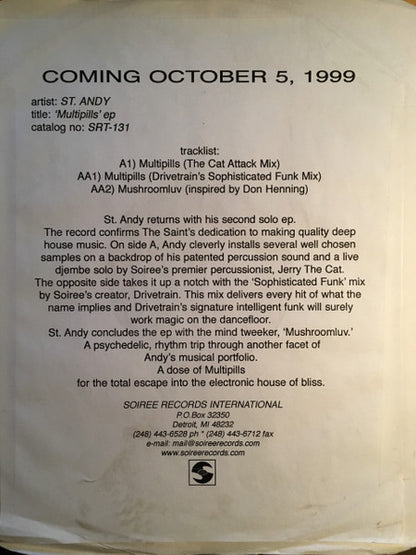 COMING OCTOBER 5, 1999
artist: ST. ANDY
title: 'Multipills' ep
catalog no: SRT-131
tracklist:
A1) Multipills (The Cat Attack Mix)
AA1) Multipills (Drivetrain's Sophisticated Funk Mix)
AA2) Mushroomluv (inspired by Don Henning)
St. Andy returns with his second solo ep.
The record confirms The Saint's dedication to making quality deep
house music. On side A, Andy cleverly installs several well chosen
samples on a backdrop of his patented percussion sound and a live
djembe solo by Soiree's premier percussionist, Jerry The Cat.
The opposite side takes it up a notch with the 'Sophisticated Funk' mix
by Soiree's creator, Drivetrain. This mix delivers every hit of what the
name implies and Drivetrain's signature intelligent funk will surely
work magic on the dancefloor.
St. Andy concludes the ep with the mind tweeker, 'Mushroomluv.'
A psychedelic, rhythm trip through another facet of
Andy's musical portfolio.
A dose of Multipills
for the total escape into the electronic house of bliss.
SOIREE RECORDS INTERNATIONAL
P.O.Box 32350
Detroit, MI 48232
(248) 443-6528 ph * (248) 443-6712 fax
e-mail: mail@soireerecords.com
www.soireerecords.com